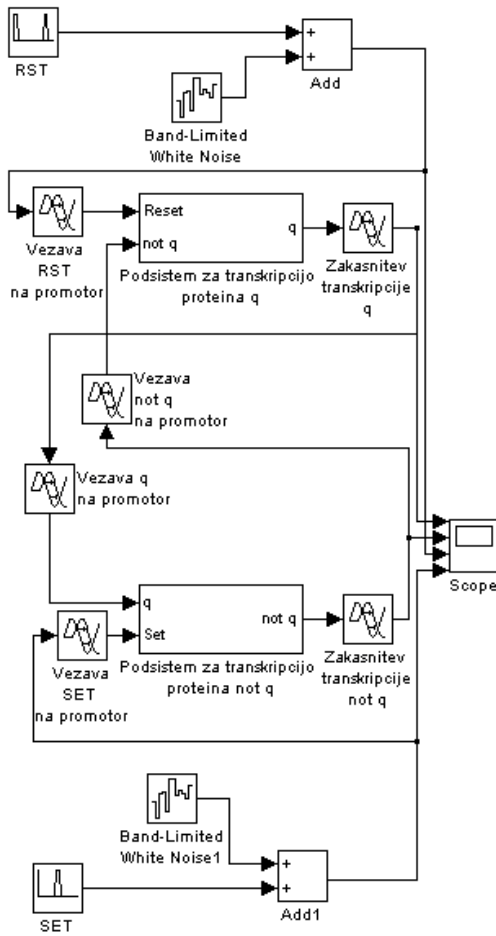 +
+
RST
Add
Band-Limited
White Noise
Reset
not q
q
Vezava
RST
na promotor
Podsistem za transkripcijo
proteina q
Zakasnitev
transkripcije
q
Vezava
not q
na promotor
Vezava q
na promotor
Scope
q
Set
not q
Vezava
SET
na promotor
Podsistem za transkripcijo
proteina not q
Zakasnitev
transkripcije
not q
Band-Limited
White Noise1
+
+
Add1
SET